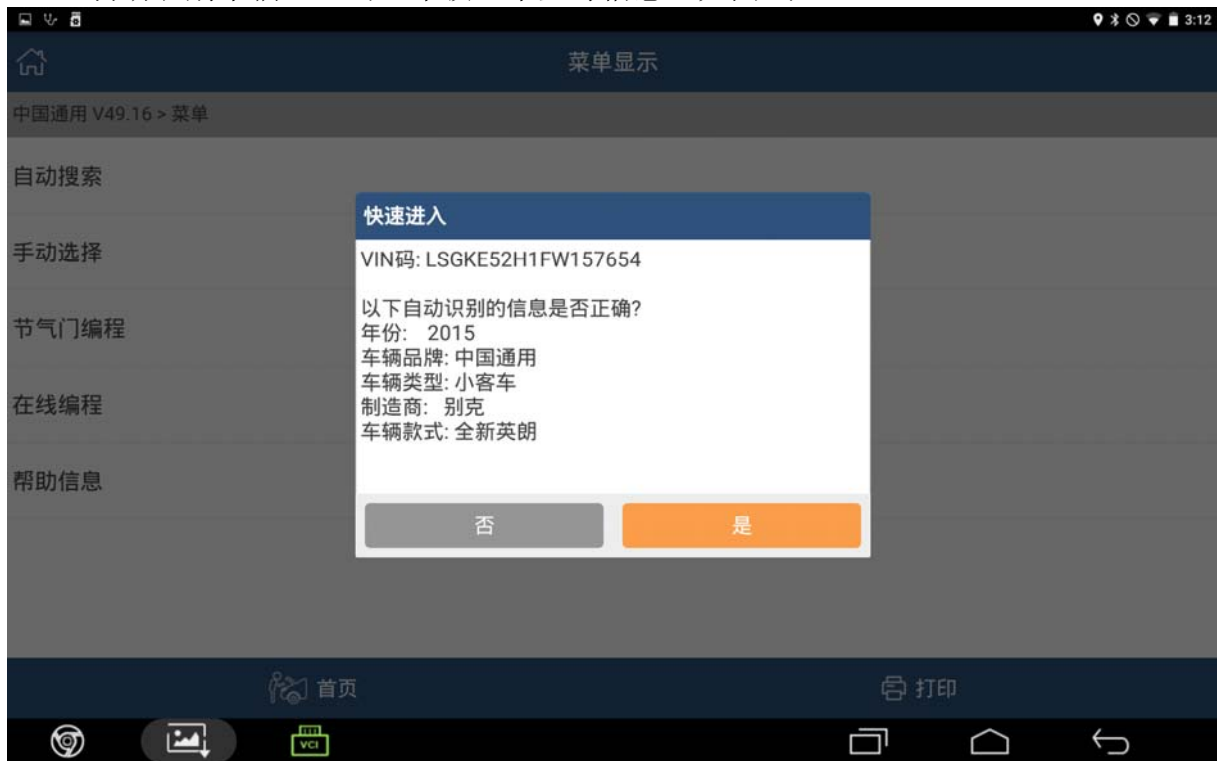 3:12
菜单显示
中国通用 V49.16 > 菜单
自动搜索
手动选择
节气门编程
在线编程
帮助信息
快速进入
VIN码: LSGKE52H1FW157654
以下自动识别的信息是否正确?
年份: 2015
车辆品牌: 中国通用
车辆类型: 小客车
制造商: 别克
车辆款式: 全新英朗
否
是
首页
打印
VCI